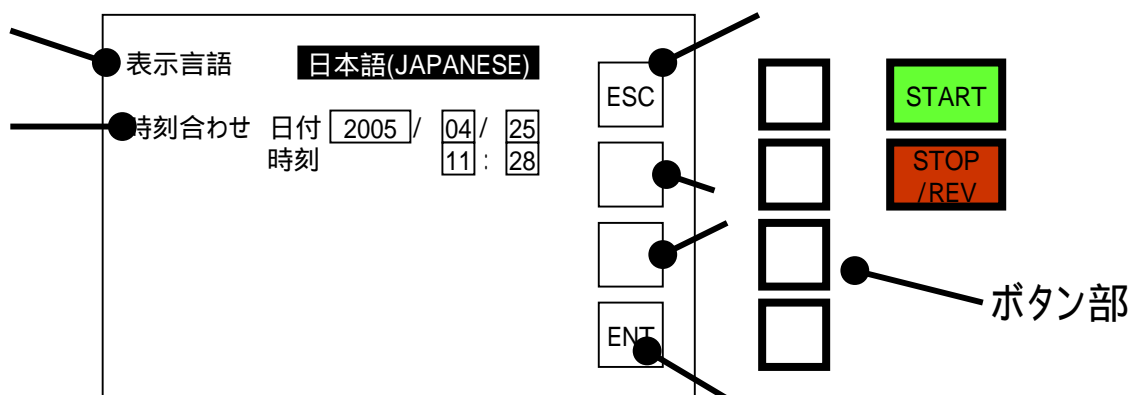 表示言語 日本語(JAPANESE)
時刻合わせ 日付 2005 / 04 / 25
時刻 11 : 28
ESC
ENT
START
STOP
/REV
ボタン部